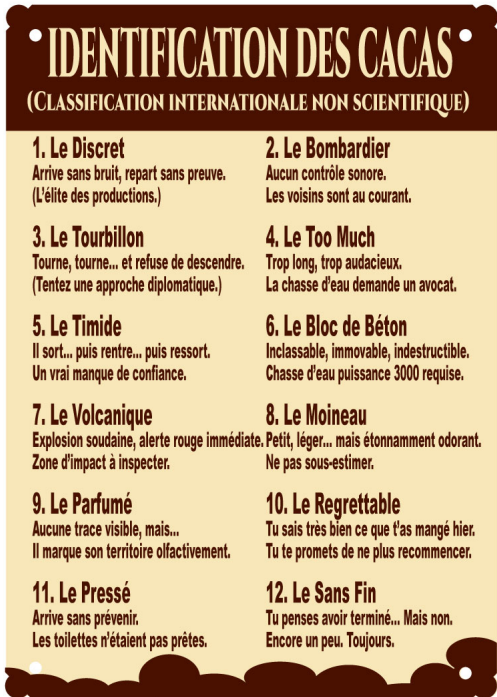 IDENTIFICATION DES CACAS
(CLASSIFICATION INTERNATIONALE NON SCIENTIFIQUE)
1. Le Discret
Arrive sans bruit, repart sans preuve.
(L'élite des productions.)
2. Le Bombardier
Aucun contrôle sonore.
Les voisins sont au courant.
3. Le Tourbillon
Tourne, tourne... et refuse de descendre.
(Tentez une approche diplomatique.)
4. Le Too Much
Trop long, trop audacieux.
La chasse d'eau demande un avocat.
5. Le Timide
Il sort... puis rentre... puis ressort.
Un vrai manque de confiance.
6. Le Bloc de Béton
Inclassable, immovable, indestructible.
Chasse d'eau puissance 3000 requise.
7. Le Volcanique
Explosion soudaine, alerte rouge immédiate.
Zone d'impact à inspecter.
8. Le Moineau
Petit, léger... mais étonnamment odorant.
Ne pas sous-estimer.
9. Le Parfumé
Aucune trace visible, mais...
Il marque son territoire olfactivement.
10. Le Regrettable
Tu sais très bien ce que t'as mangé hier.
Tu te promets de ne plus recommencer.
11. Le Pressé
Arrive sans prévenir.
Les toilettes n'étaient pas prêtes.
12. Le Sans Fin
Tu penses avoir terminé... Mais non.
Encore un peu. Toujours.